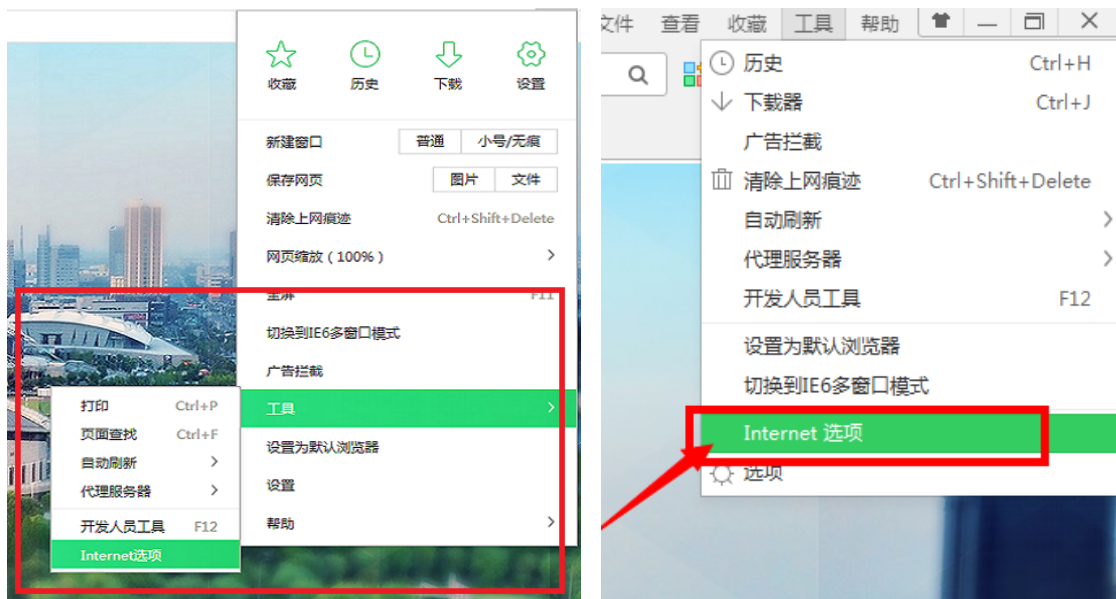 收藏 历史 下载 设置
新建窗口 普通 小号/无痕
保存网页 图片 文件
清除上网痕迹 Ctrl+Shift+Delete
网页缩放（100%）
全屏 F11
切换到IE6多窗口模式
广告拦截
工具
设置为默认浏览器
设置
帮助
打印 Ctrl+P
页面查找 Ctrl+F
自动刷新
代理服务器
开发人员工具 F12
Internet选项
文件 查看 收藏 工具 帮助
历史 Ctrl+H
下载器 Ctrl+J
广告拦截
清除上网痕迹 Ctrl+Shift+Delete
自动刷新
代理服务器
开发人员工具 F12
设置为默认浏览器
切换到IE6多窗口模式
Internet 选项
选项